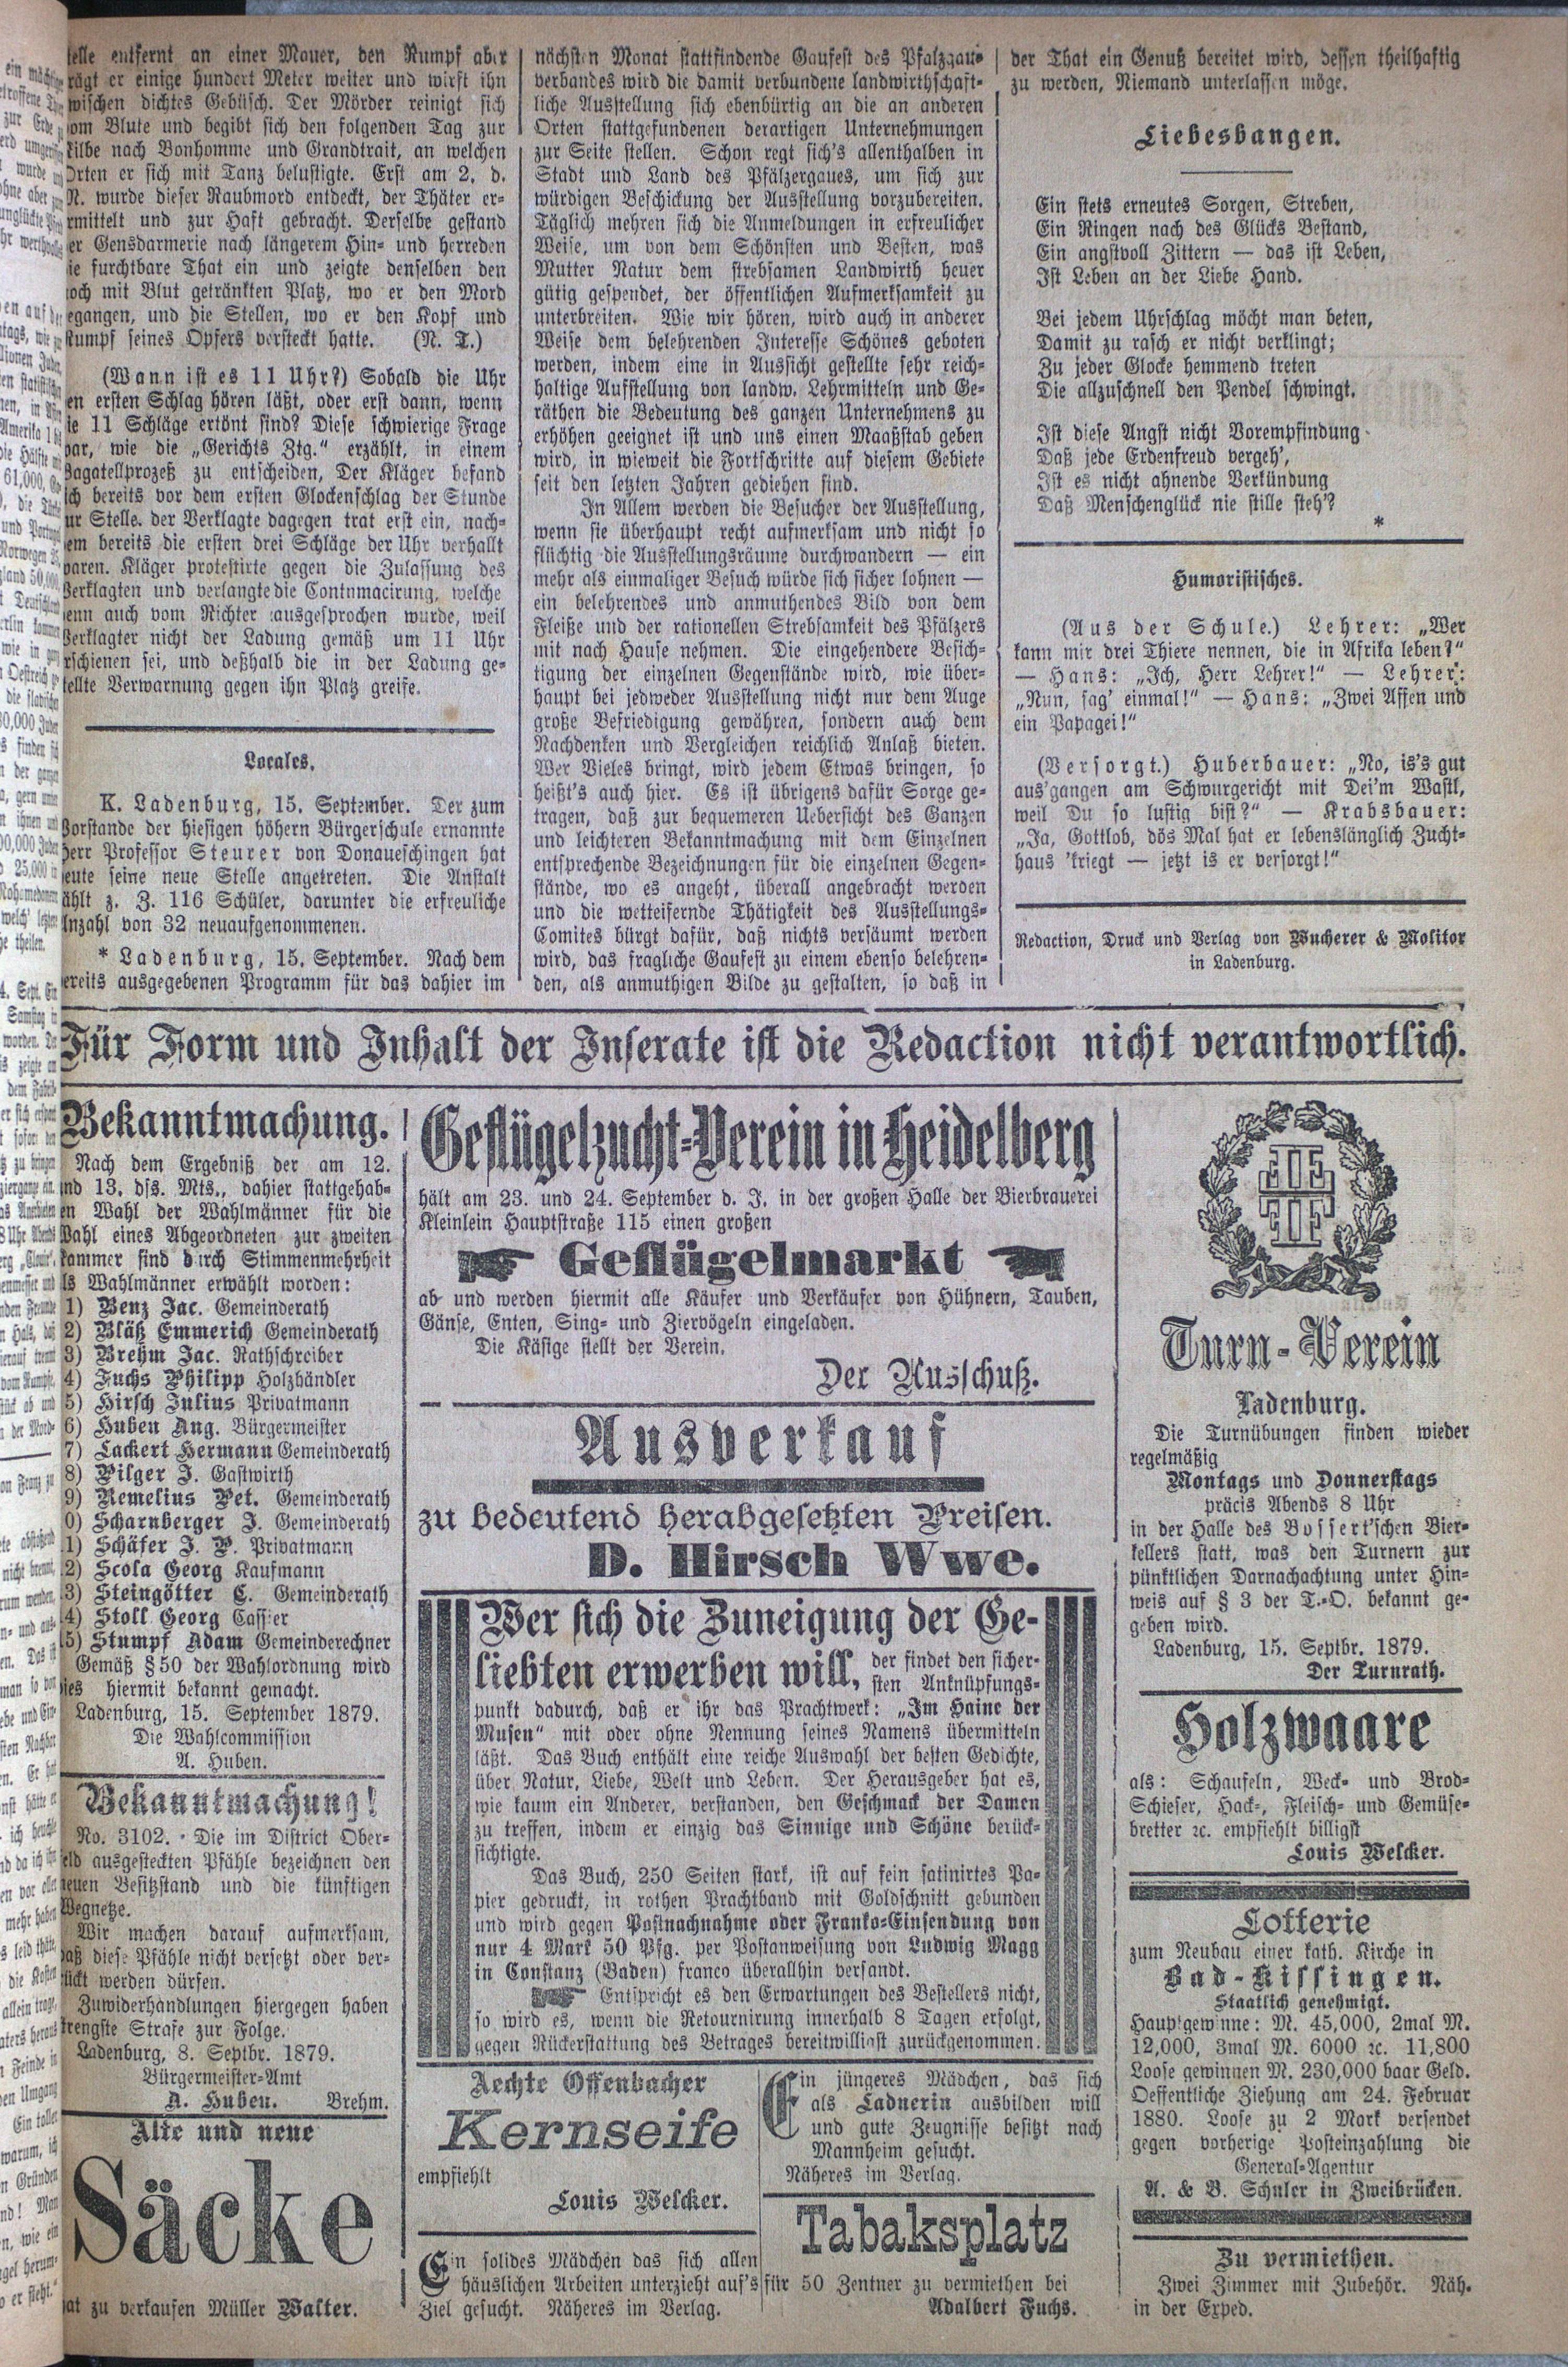 elle entfernt an einer Mauer, den Rumpf aber
rägt er einige hundert Meter weiter und wirft ihn
wischen dichtes Gebüsch. Der Mörder reinigt sich
om Blute und begibt sich den folgenden Tag zur
kilbe nach Bonhomme und Grandtrait, an welchen
Orten er sich mit Tanz belustigte. Erst am 2. d.
N. wurde dieser Raubmord entdeckt, der Thäter er-
rmittelt und zur Haft gebracht. Derselbe gestand
er Gensdarmerie nach längerem Hin- und herreden
ie furchtbare That ein und zeigte denselben den
och mit Blut getränkten Platz, wo er den Mord
egangen, und die Stellen, wo er den Kopf und
Rumpf seines Opfers versteckt hatte. (N. T.)
(Wann ist es 11 Uhr?) Sobald die Uhr
en ersten Schlag hören läßt, oder erst dann, wenn
ie 11 Schläge ertönt sind? Diese schwierige Frage
war, wie die „Gerichts Ztg.“ erzählt, in einem
Bagatellprozeß zu entscheiden, Der Kläger befand
ich bereits vor dem ersten Glockenschlag der Stunde
ur Stelle. der Verklagte dagegen trat erst ein, nach-
em bereits die ersten drei Schläge der Uhr verhallt
waren. Kläger protestirte gegen die Zulassung des
Verklagten und verlangte die Contnmacirung, welche
enn auch vom Richter ausgesprochen wurde, weil
Verklagter nicht der Ladung gemäß um 11 Uhr
rschienen sei, und deßhalb die in der Ladung ge-
tellte Verwarnung gegen ihn Platz greife.
Locales.
K. Ladenburg, 15. September. Der zum
Vorstande der hiesigen höhern Bürgerschule ernannte
Herr Professor Steurer von Donaueschingen hat
eute seine neue Stelle angetreten. Die Anstalt
ählt z. Z. 116 Schüler, darunter die erfreuliche
Anzahl von 32 neuaufgenommenen.
* Ladenburg, 15. September. Nach dem
ereits ausgegebenen Programm für das dahier im
nächsten Monat stattfindende Gaufest des Pfalzgau-
verbandes wird die damit verbundene landwirthschaft-
liche Ausstellung sich ebenbürtig an die an anderen
Orten stattgefundenen derartigen Unternehmungen
zur Seite stellen. Schon regt sich's allenthalben in
Stadt und Land des Pfälzergaues, um sich zur
würdigen Beschickung der Ausstellung vorzubereiten.
Täglich mehren sich die Anmeldungen in erfreulicher
Weise, um von dem Schönsten und Besten, was
Mutter Natur dem strebsamen Landwirth heuer
gütig gespendet, der öffentlichen Aufmerksamkeit zu
unterbreiten. Wie wir hören, wird auch in anderer
Weise dem belehrenden Interesse Schönes geboten
werden, indem eine in Aussicht gestellte sehr reich-
haltige Aufstellung von landw. Lehrmitteln und Ge-
räthen die Bedeutung des ganzen Unternehmens zu
erhöhen geeignet ist und uns einen Maaßstab geben
wird, in wieweit die Fortschritte auf diesem Gebiete
seit den letzten Jahren gediehen sind.
In Allem werden die Besucher der Ausstellung,
wenn sie überhaupt recht aufmerksam und nicht so
flüchtig die Ausstellungsräume durchwandern — ein
mehr als einmaliger Besuch würde sich sicher lohnen —
ein belehrendes und anmuthendes Bild von dem
Fleiße und der rationellen Strebsamkeit des Pfälzers
mit nach Hause nehmen. Die eingehendere Besich-
tigung der einzelnen Gegenstände wird, wie über-
haupt bei jedweder Ausstellung nicht nur dem Auge
große Befriedigung gewähren, sondern auch dem
Nachdenken und Vergleichen reichlich Anlaß bieten.
Wer Vieles bringt, wird jedem Etwas bringen, so
heißt's auch hier. Es ist übrigens dafür Sorge ge-
tragen, daß zur bequemeren Uebersicht des Ganzen
und leichteren Bekanntmachung mit dem Einzelnen
entsprechende Bezeichnungen für die einzelnen Gegen-
stände, wo es angeht, überall angebracht werden
und die wetteifernde Thätigkeit des Ausstellungs-
Comites bürgt dafür, daß nichts versäumt werden
wird, das fragliche Gaufest zu einem ebenso belehren-
den, als anmuthigen Bilde zu gestalten, so daß in
der That ein Genuß bereitet wird, dessen theilhaftig
zu werden, Niemand unterlassen möge.
Liebesbangen.
Ein stets erneutes Sorgen, Streben,
Ein Ringen nach des Glücks Bestand,
Ein angstvoll Zittern — das ist Leben,
Ist Leben an der Liebe Hand.
Bei jedem Uhrschlag möcht man beten,
Damit zu rasch er nicht verklingt;
Zu jeder Glocke hemmend treten
Die allzuschnell den Pendel schwingt.
Ist diese Angst nicht Vorempfindung
Daß jede Erdenfreud vergeh',
Ist es nicht ahnende Verkündung
Daß Menschenglück nie stille steh'?
*
Humoristisches.
(Aus der Schule.) Lehrer: „Wer
kann mir drei Thiere nennen, die in Afrika leben?“
— Hans: „Ich, Herr Lehrer!“ — Lehrer:
„Nun, sag' einmal!“ — Hans: „Zwei Affen und
ein Papagei!“
(Versorgt.) Huberbauer: „No, is's gut
aus'gangen am Schwurgericht mit Dei'm Wastl,
weil Du so lustig bist?“ — Krabsbauer:
„Ja, Gottlob, dös Mal hat er lebenslänglich Zucht-
haus 'kriegt — jetzt is er versorgt!“
Redaction, Druck und Verlag von Bucherer & Molitor
in Ladenburg.
Für Form und Inhalt der Inserate ist die Redaction nicht verantwortlich.
Bekanntmachung.
Nach dem Ergebniß der am 12.
nd 13. dss. Mts., dahier stattgehab-
en Wahl der Wahlmänner für die
Wahl eines Abgeordneten zur zweiten
Kammer sind durch Stimmenmehrheit
ls Wahlmänner erwählt worden:
1) Benz Jac. Gemeinderath
2) Bläß Emmerich Gemeinderath
3) Brehm Jac. Rathschreiber
4) Fuchs Philipp Holzhändler
5) Hirsch Julius Privatmann
6) Huben Aug. Bürgermeister
7) Lackert Hermann Gemeinderath
8) Pilger J. Gastwirth
9) Remelius Pet. Gemeinderath
0) Scharnberger J. Gemeinderath
1) Schäfer J. P. Privatmann
2) Scola Georg Kaufmann
3) Steingötter C. Gemeinderath
4) Stoll Georg Cassier
5) Stumpf Adam Gemeinderechner
Gemäß § 50 der Wahlordnung wird
ies hiermit bekannt gemacht.
Ladenburg, 15. September 1879.
Die Wahlcommission
A. Huben.
Bekanntmachung!
No. 3102. Die im District Ober-
eld ausgesteckten Pfähle bezeichnen den
neuen Besitzstand und die künftigen
Wegnetze.
Wir machen darauf aufmerksam,
daß diese Pfähle nicht versetzt oder ver-
rückt werden dürfen.
Zuwiderhandlungen hiergegen haben
trengste Strafe zur Folge.
Ladenburg, 8. Septbr. 1879.
Bürgermeister-Amt
A. Huben. Brehm.
Alte und neue
Säcke
hat zu verkaufen Müller Walter.
Geflügelzucht-Verein in Heidelberg
hält am 23. und 24. September d. J. in der großen Halle der Bierbrauerei
Kleinlein Hauptstraße 115 einen großen
Geflügelmarkt
ab und werden hiermit alle Käufer und Verkäufer von Hühnern, Tauben,
Gänse, Enten, Sing- und Ziervögeln eingeladen.
Die Käfige stellt der Verein.
Der Ausschuß.
Ausverkauf
zu bedeutend herabgesetzten Preisen.
D. Hirsch Wwe.
Wer sich die Zuneigung der Ge-
liebten erwerben will, der findet den sicher-
sten Anknüpfungs-
punkt dadurch, daß er ihr das Prachtwerk: „Im Haine der
Musen“ mit oder ohne Nennung seines Namens übermitteln
läßt. Das Buch enthält eine reiche Auswahl der besten Gedichte,
über Natur, Liebe, Welt und Leben. Der Herausgeber hat es,
wie kaum ein Anderer, verstanden, den Geschmack der Damen
zu treffen, indem er einzig das Sinnige und Schöne berück-
sichtigte.
Das Buch, 250 Seiten stark, ist auf fein satinirtes Pa-
pier gedruckt, in rothen Prachtband mit Goldschnitt gebunden
und wird gegen Postnachnahme oder Franko-Einsendung von
nur 4 Mark 50 Pfg. per Postanweisung von Ludwig Magg
in Constanz (Baden) franco überallhin versandt.
Entspricht es den Erwartungen des Bestellers nicht,
so wird es, wenn die Retournirung innerhalb 8 Tagen erfolgt,
gegen Rückerstattung des Betrages bereitwilligst zurückgenommen.
Aechte Offenbacher
Kernseife
empfiehlt
Louis Welcker.
Ein solides Mädchen das sich allen
häuslichen Arbeiten unterzieht auf's
Ziel gesucht. Näheres im Verlag.
Ein jüngeres Mädchen, das sich
als Ladnerin ausbilden will
und gute Zeugnisse besitzt nach
Mannheim gesucht.
Näheres im Verlag.
Tabaksplatz
für 50 Zentner zu vermiethen bei
Adalbert Fuchs.
Turn-Verein
Ladenburg.
Die Turnübungen finden wieder
regelmäßig
Montags und Donnerstags
präcis Abends 8 Uhr
in der Halle des Bossert'schen Bier-
kellers statt, was den Turnern zur
pünktlichen Darnachachtung unter Hin-
weis auf § 3 der T.-O. bekannt ge-
geben wird.
Ladenburg, 15. Septbr. 1879.
Der Turnrath.
Holzwaare
als: Schaufeln, Weck- und Brod-
Schießer, Hack-, Fleisch- und Gemüse-
bretter ꝛc. empfiehlt billigst
Louis Welcker.
Lotterie
zum Neubau einer kath. Kirche in
Bad-Kissingen.
Staatlich genehmigt.
Hauptgewinne: M. 45,000, 2mal M.
12,000, 3mal M. 6000 ꝛc. 11,800
Loose gewinnen M. 230,000 baar Geld.
Oeffentliche Ziehung am 24. Februar
1880. Loose zu 2 Mark versendet
gegen vorherige Posteinzahlung die
General-Agentur
A. & B. Schuler in Zweibrücken.
Zu vermiethen.
Zwei Zimmer mit Zubehör. Näh.
in der Exped.